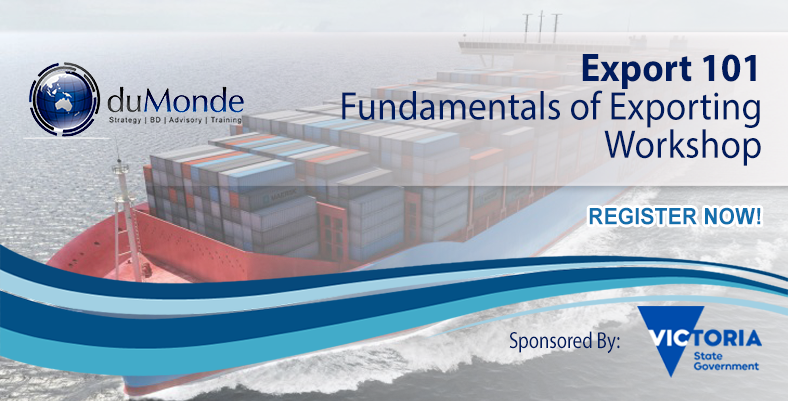 duMonde
Strategy | BD | Advisory | Training
Export 101
Fundamentals of Exporting
Workshop
REGISTER NOW!
Sponsored By:
VICTORIA
State
Government